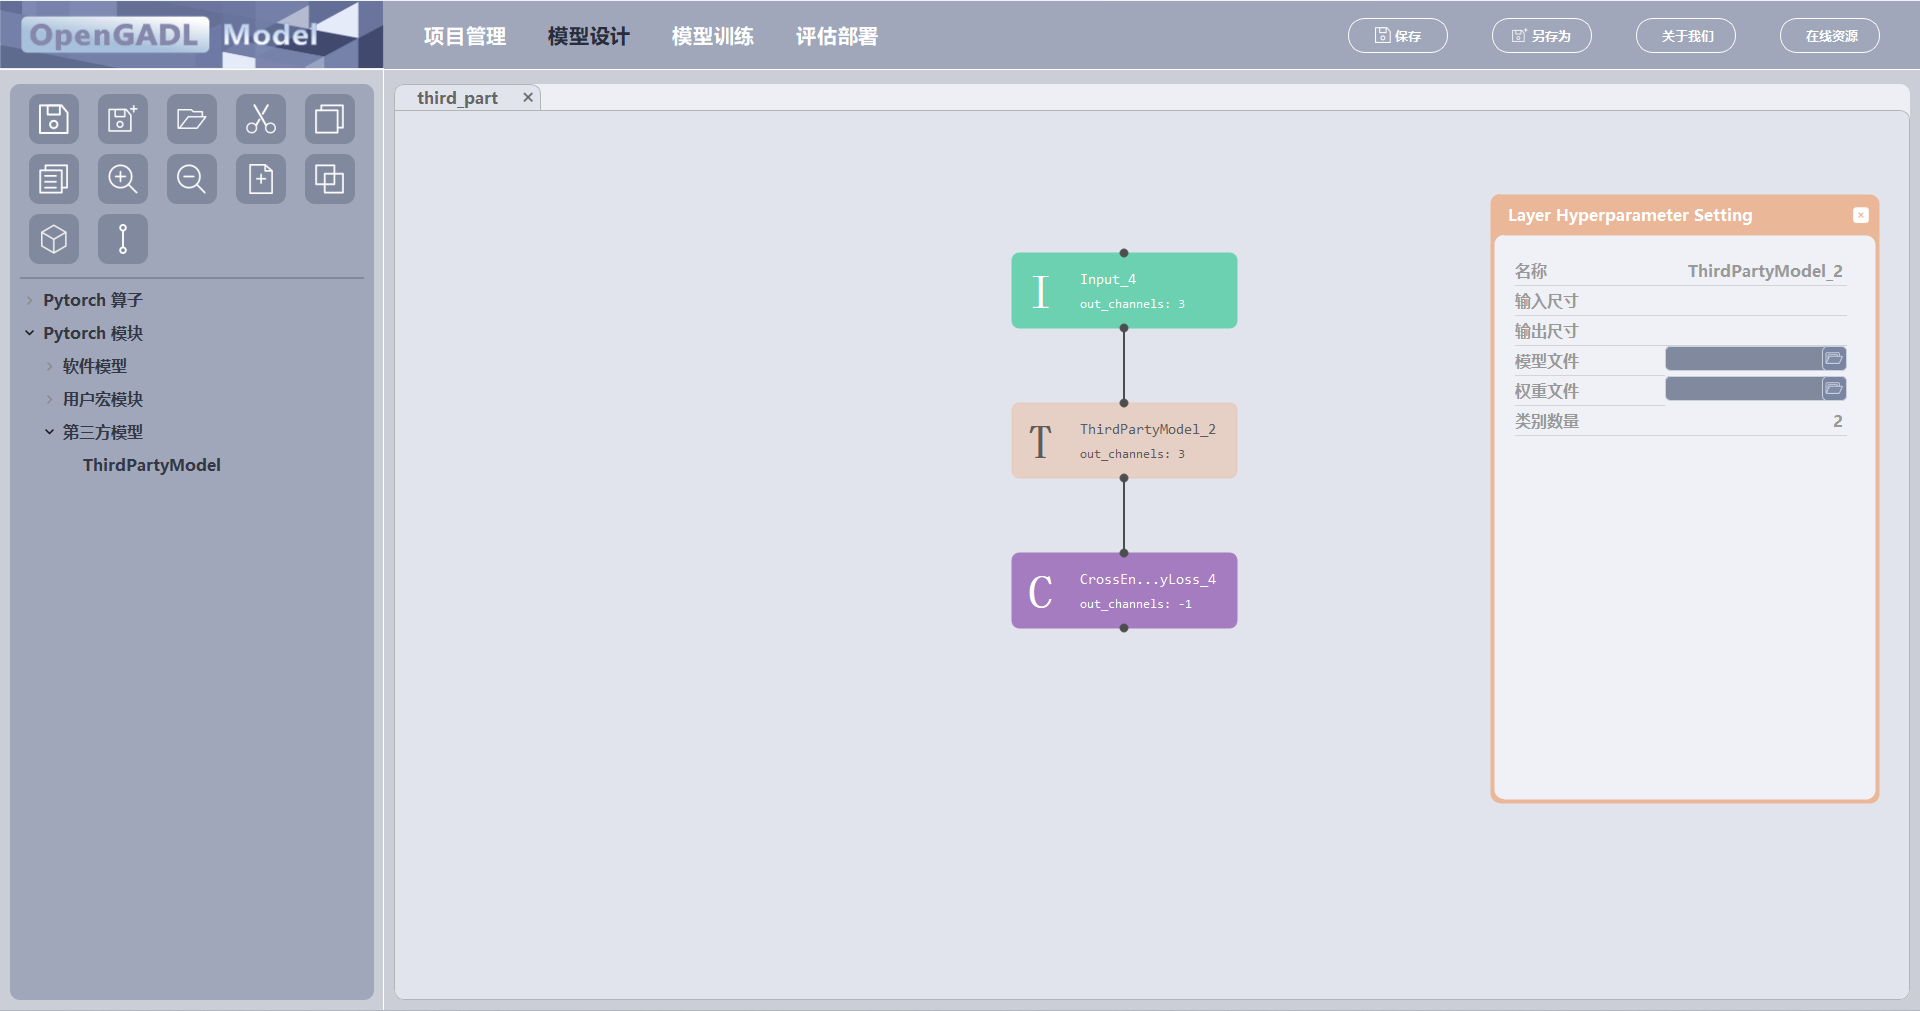 OpenGADL Model
项目管理 模型设计 模型训练 评估部署
保存 另存为 关于我们 在线资源
third_part ×
Pytorch 算子
Pytorch 模块
软件模型
用户宏模块
第三方模型
ThirdPartyModel
I Input_4
out_channels: 3
T ThirdPartyModel_2
out_channels: 3
C CrossEn...yLoss_4
out_channels: -1
Layer Hyperparameter Setting
名称 ThirdPartyModel_2
输入尺寸
输出尺寸
模型文件
权重文件
类别数量 2